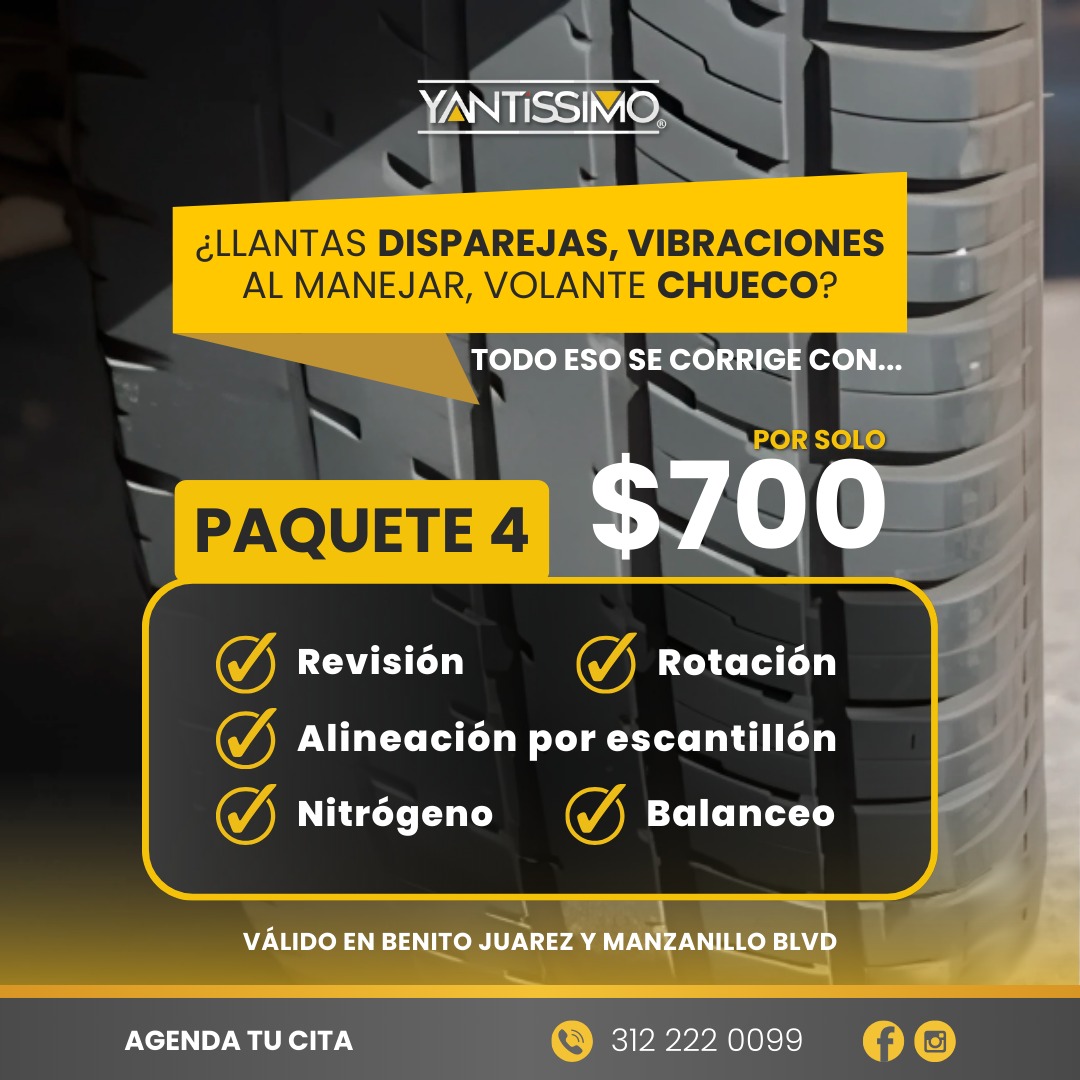 YANTiSSIMO®
¿LLANTAS DISPAREJAS, VIBRACIONES
AL MANEJAR, VOLANTE CHUECO?
TODO ESO SE CORRIGE CON...
POR SOLO
$700
PAQUETE 4
Revisión
Rotación
Alineación por escantillón
Nitrógeno
Balanceo
VÁLIDO EN BENITO JUAREZ Y MANZANILLO BLVD
AGENDA TU CITA
312 222 0099